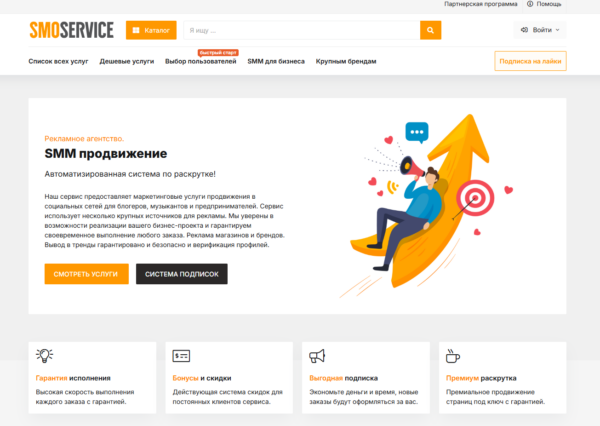 Партнерская программа Помощь
SMOSERVICE Каталог Я ищу ... Войти
быстрый старт
Список всех услуг Дешевые услуги Выбор пользователей SMM для бизнеса Крупным брендам Подписка на лайки
Рекламное агентство.
SMM продвижение
Автоматизированная система по раскрутке!
Наш сервис предоставляет маркетинговые услуги продвижения в
социальных сетей для блогеров, музыкантов и предпринимателей. Сервис
использует несколько крупных источников для рекламы. Мы уверены в
возможности реализации вашего бизнес-проекта и гарантируем
своевременное выполнение любого заказа. Реклама магазинов и брендов.
Вывод в тренды гарантировано и безопасно и верификация профилей.
СМОТРЕТЬ УСЛУГИ СИСТЕМА ПОДПИСОК
Гарантия исполнения
Высокая скорость выполнения
каждого заказа с гарантией.
Бонусы и скидки
Действующая система скидок для
постоянных клиентов сервиса.
Выгодная подписка
Экономьте деньги и время, новые
заказы будут оформляться за вас.
Премиум раскрутка
Премиальное продвижение
страниц под ключ с гарантией.